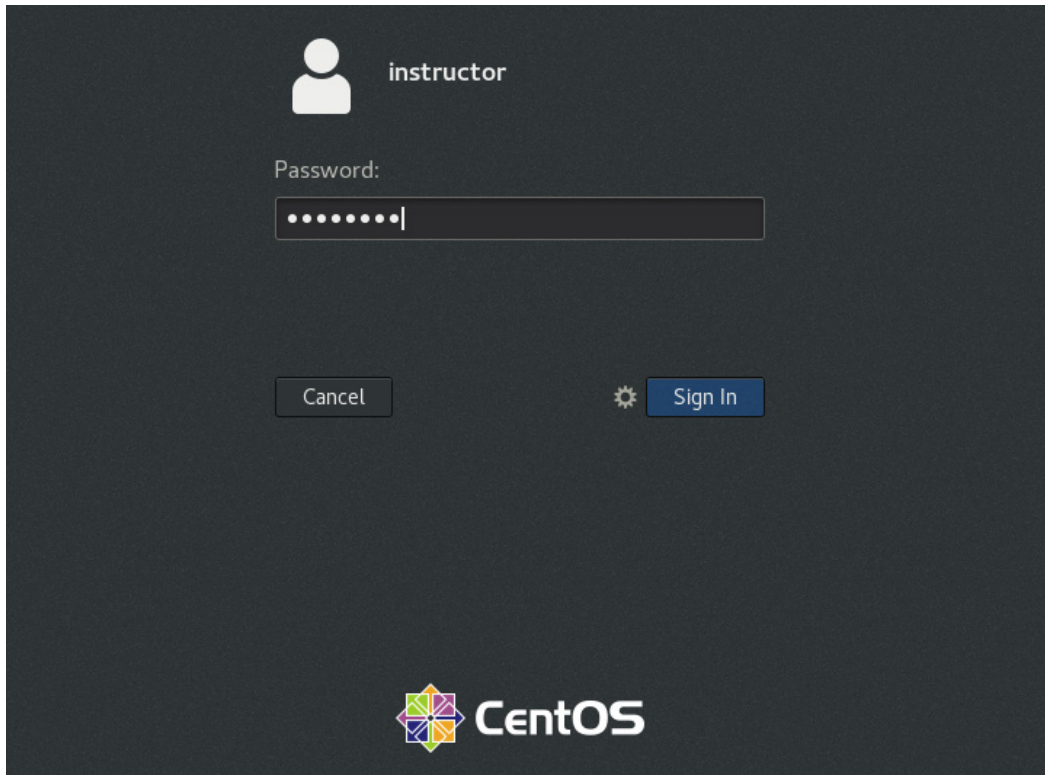 instructor
Password:
••••••••
Cancel
Sign In
CentOS